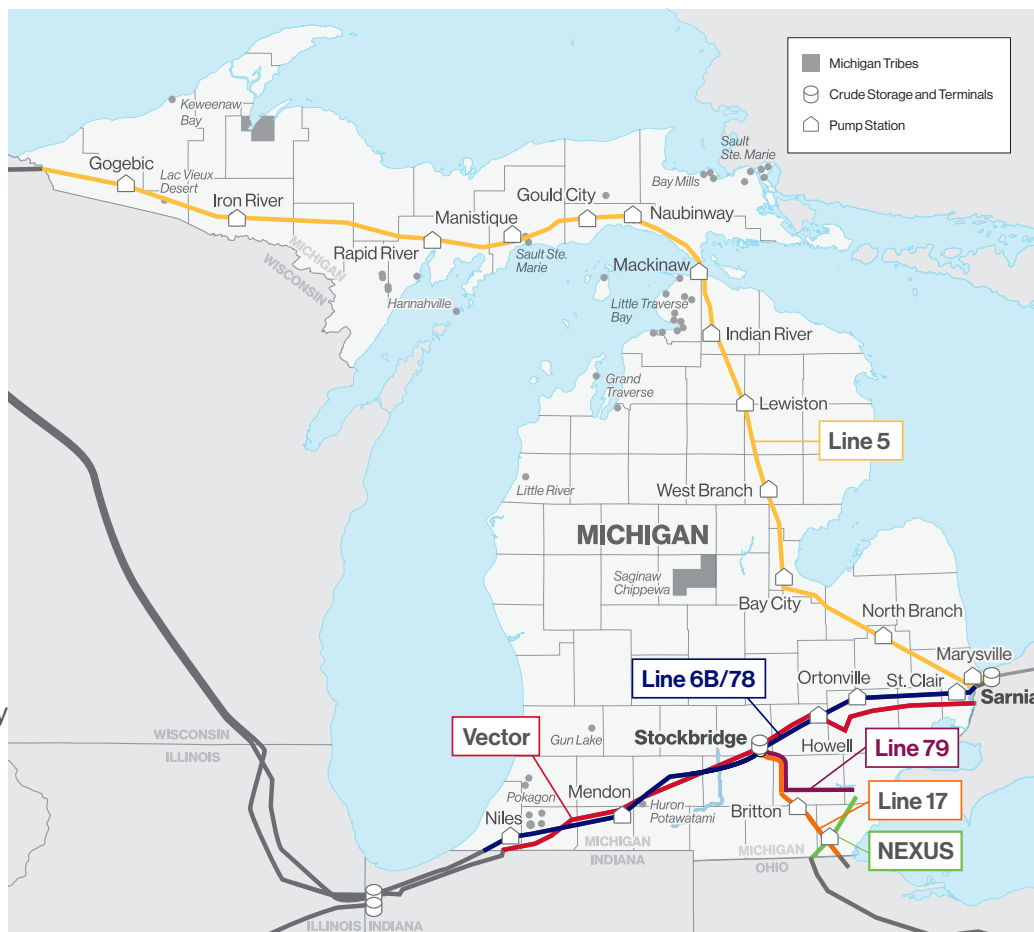 Michigan Tribes
Crude Storage and Terminals
Pump Station
Keweenaw
Bay
Gogebic
Lac Vieux
Desert
Iron River
MICHIGAN
WISCONSIN
Rapid River
Hannahville
Manistique
Sault Ste.
Marie
Gould City
Naubinway
Bay Mills
Sault
Ste. Marie
Mackinaw
Little Traverse
Bay
Indian River
Grand
Traverse
Lewiston
Line 5
Little River
West Branch
MICHIGAN
Saginaw
Chippewa
Bay City
North Branch
Marysville
Line 6B/78
Ortonville
St. Clair
Sarnia
y
WISCONSIN
ILLINOIS
Vector
Gun Lake
Stockbridge
Howell
Line 79
Pokagon
Mendon
Huron
Potawatami
Niles
Britton
Line 17
MICHIGAN
INDIANA
MICHIGAN
OHIO
NEXUS
ILLINOIS
INDIANA